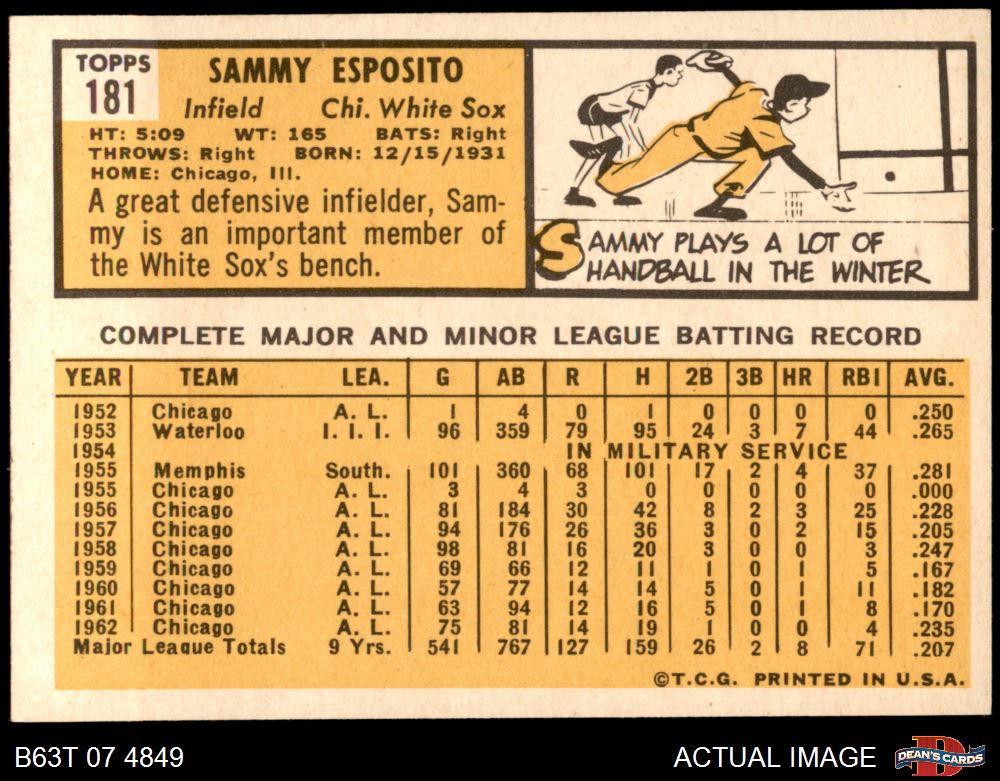 TOPPS
181
SAMMY ESPOSITO
Infield Chi. White Sox
HT: 5:09 WT: 165 BATS: Right
THROWS: Right BORN: 12/15/1931
HOME: Chicago, Ill.
A great defensive infielder, Sam-
my is an important member of
the White Sox's bench.
SAMMY PLAYS A LOT OF
HANDBALL IN THE WINTER
COMPLETE MAJOR AND MINOR LEAGUE BATTING RECORD
YEAR TEAM LEA. G AB R H 2B 3B HR RBI AVG.
1952 Chicago A. L. 1 4 0 1 0 0 0 0 .250
1953 Waterloo I. I. I. 96 359 79 95 24 3 7 44 .265
1954 IN MILITARY SERVICE
1955 Memphis South. 101 360 68 101 17 2 4 37 .281
1955 Chicago A. L. 3 4 3 0 0 0 0 0 .000
1956 Chicago A. L. 81 184 30 42 8 2 3 25 .228
1957 Chicago A. L. 94 176 26 36 3 0 2 15 .205
1958 Chicago A. L. 98 81 16 20 3 0 0 3 .247
1959 Chicago A. L. 69 66 12 11 1 0 1 5 .167
1960 Chicago A. L. 57 77 14 14 5 0 1 11 .182
1961 Chicago A. L. 63 94 12 16 5 0 1 8 .170
1962 Chicago A. L. 75 81 14 19 1 0 0 4 .235
Major League Totals 9 Yrs. 541 767 127 159 26 2 8 71 .207
©T.C.G. PRINTED IN U.S.A.
B63T 07 4849
ACTUAL IMAGE
D
DEAN'S CARDS